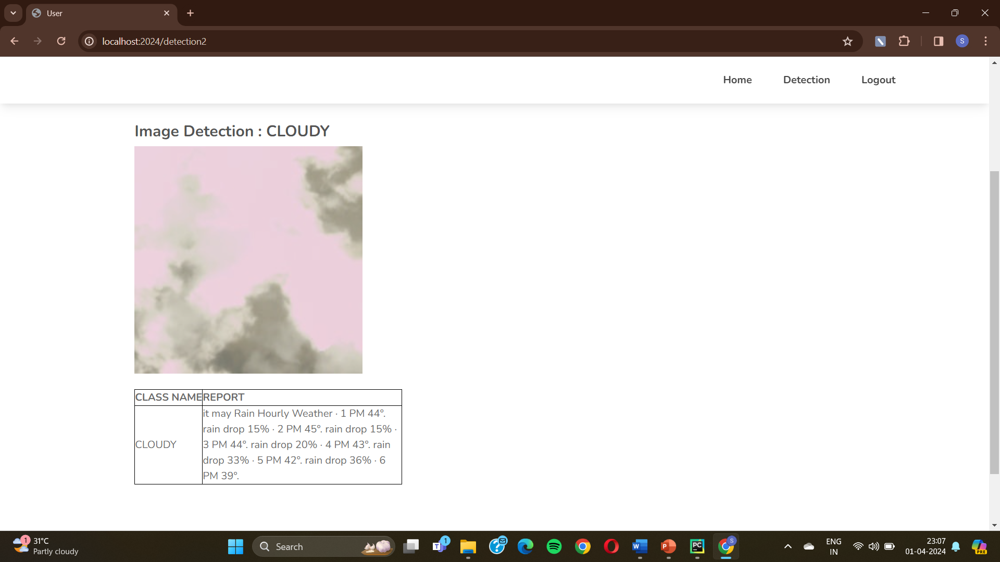 User
localhost:2024/detection2
S
Home
Detection
Logout
Image Detection : CLOUDY
CLASS NAME
REPORT
CLOUDY
it may Rain Hourly Weather · 1 PM 44°.
rain drop 15% · 2 PM 45°. rain drop 15% ·
3 PM 44°. rain drop 20% · 4 PM 43°. rain
drop 33% · 5 PM 42°. rain drop 36% · 6
PM 39°.
1
31°C
Partly cloudy
Search
T
1
?
W
P
PC
S
ENG
IN
23:07
01-04-2024
PRE